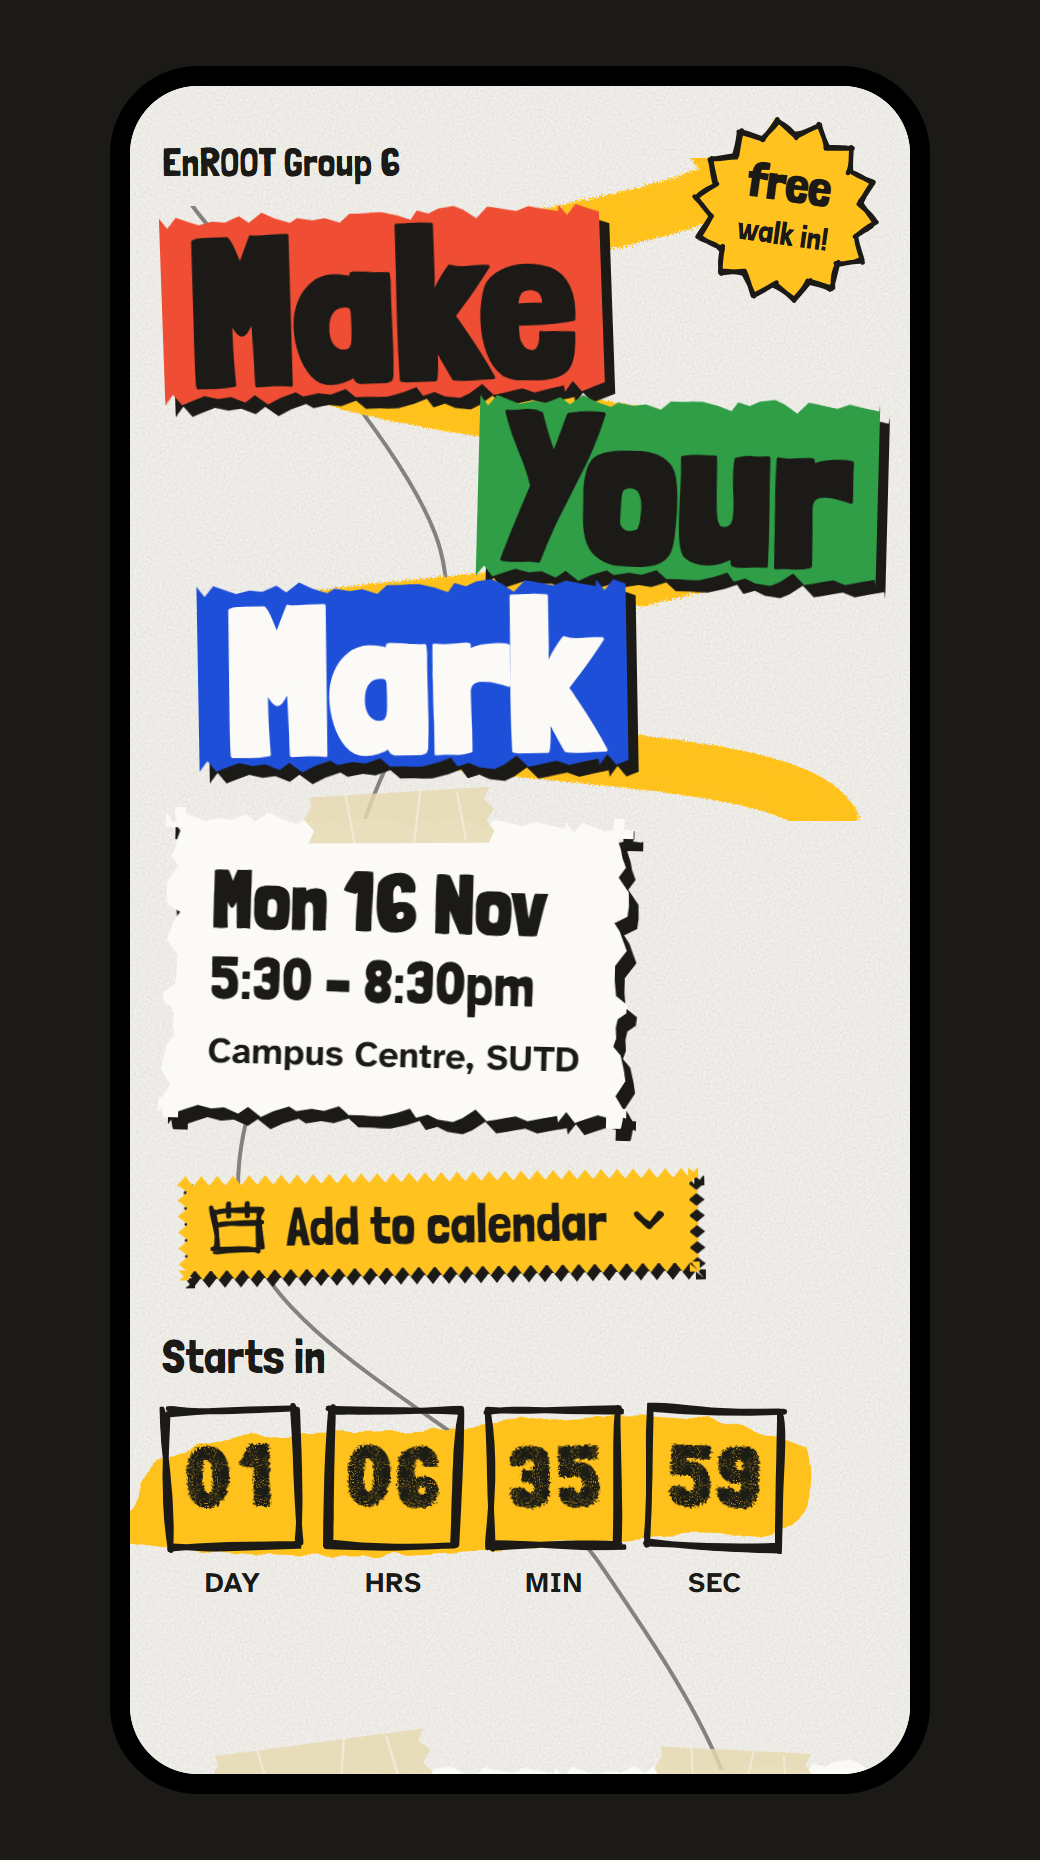 EnROOT Group 6
free
walk in!
Make
Your
Mark
Mon 16 Nov
5:30 – 8:30pm
Campus Centre, SUTD
Add to calendar
Starts in
01 06 35 59
DAY HRS MIN SEC